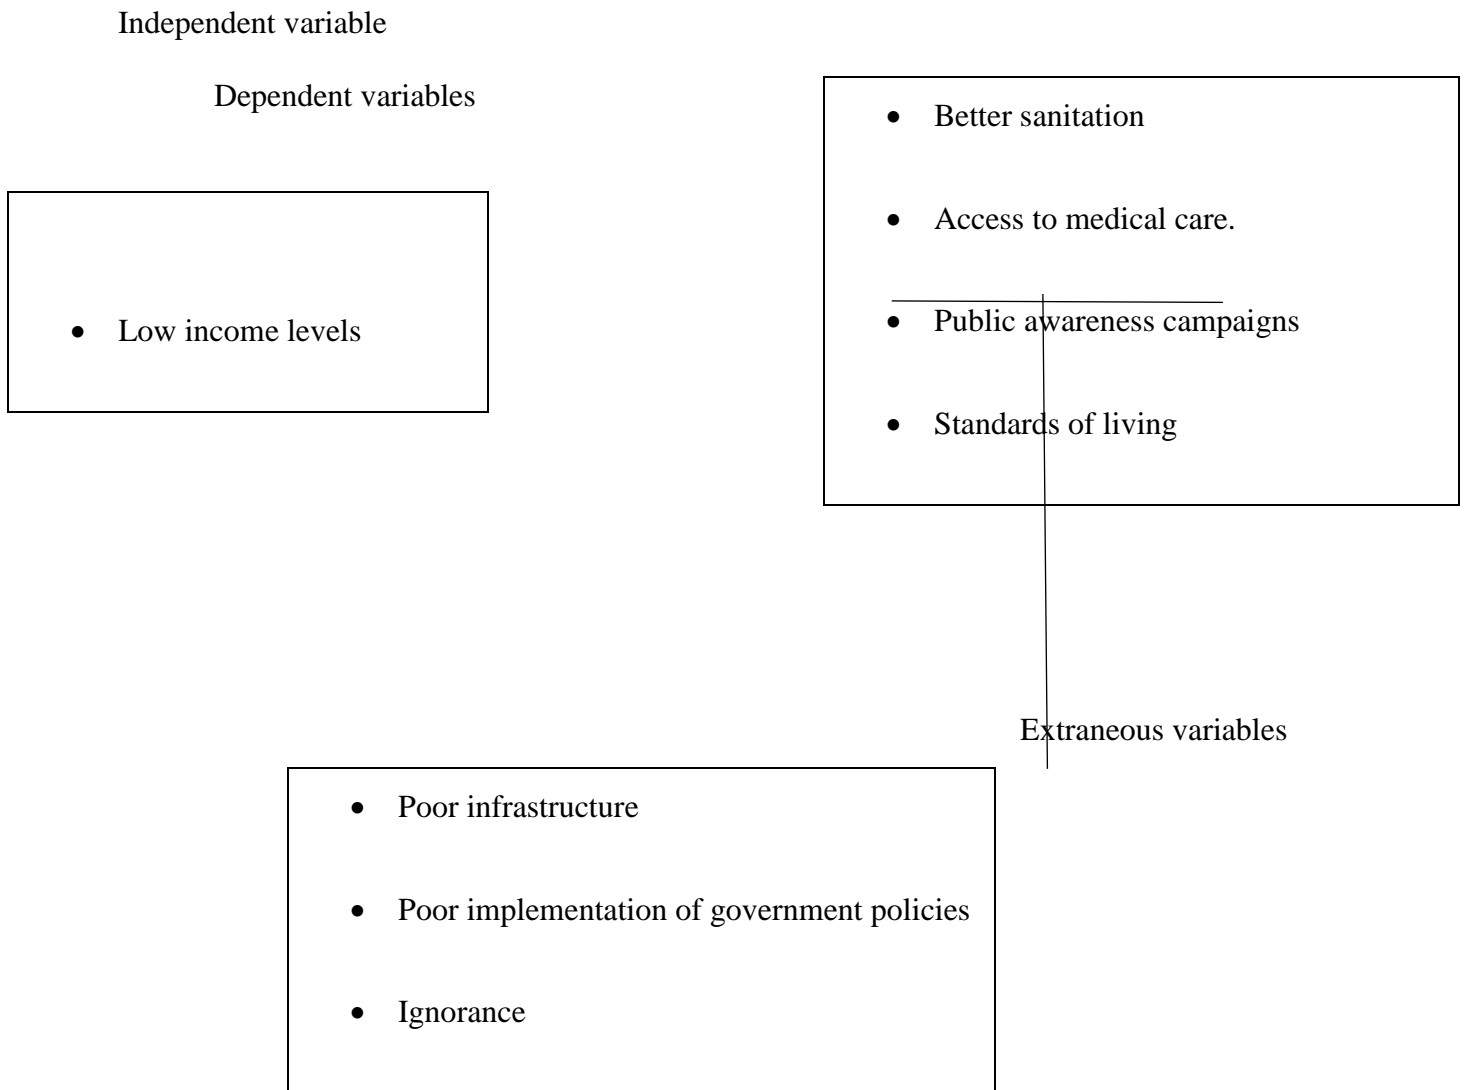 Independent variable
Dependent variables
• Better sanitation
• Access to medical care.
• Public awareness campaigns
• Standards of living
• Low income levels
Extraneous variables
• Poor infrastructure
• Poor implementation of government policies
• Ignorance